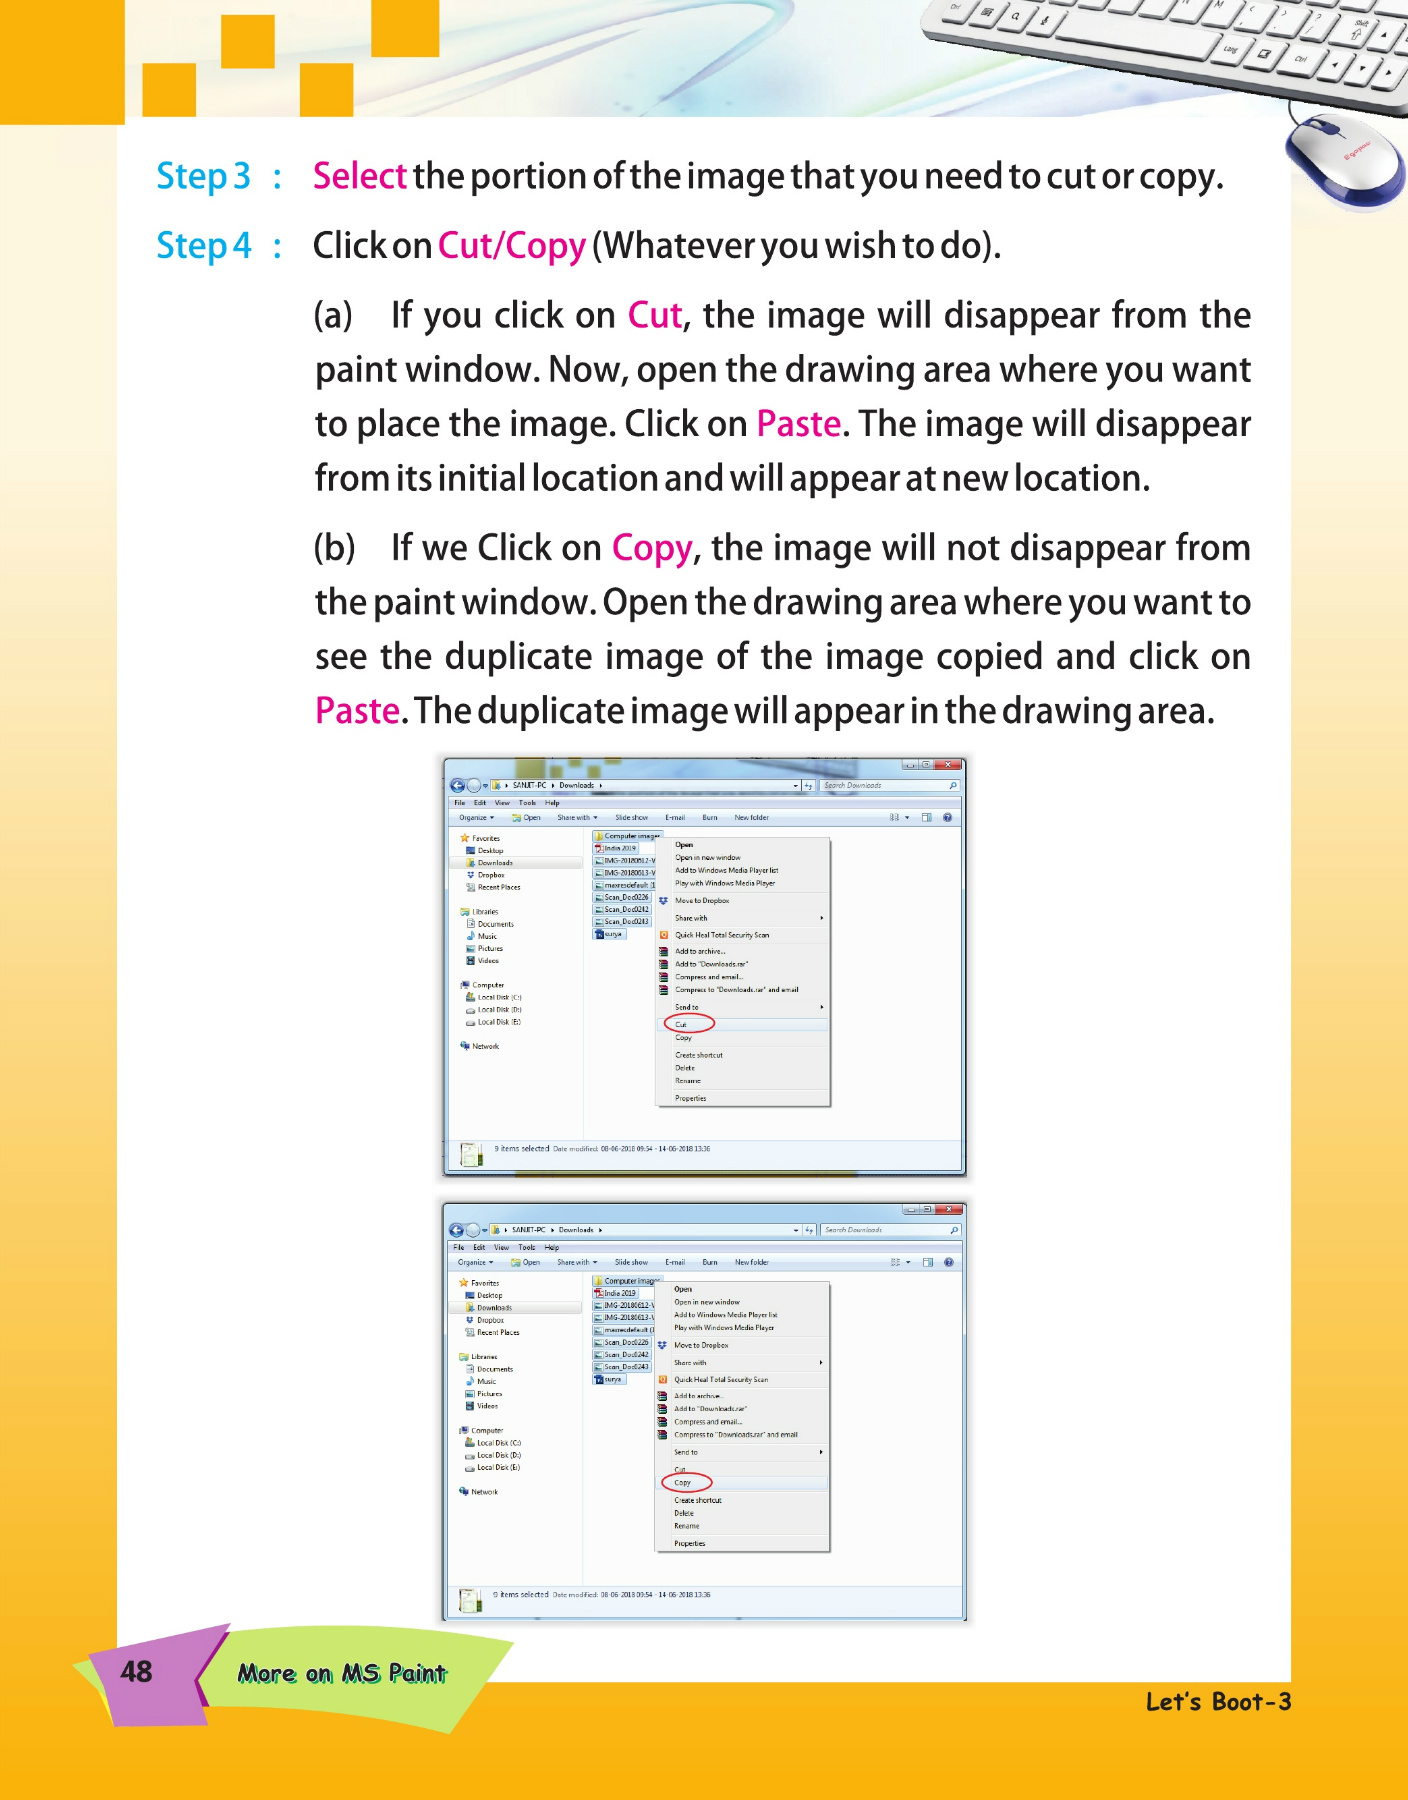 Step 3 : Select the portion of the image that you need to cut or copy.
Step 4 : Click on Cut/Copy (Whatever you wish to do).
(a) If you click on Cut, the image will disappear from the
paint window. Now, open the drawing area where you want
to place the image. Click on Paste. The image will disappear
from its initial location and will appear at new location.
(b) If we Click on Copy, the image will not disappear from
the paint window. Open the drawing area where you want to
see the duplicate image of the image copied and click on
Paste. The duplicate image will appear in the drawing area.
SANJIT-PC Downloads
Search Downloads
File Edit View Tools Help
Organize Open Share with Slide show E-mail Burn New folder
Favorites
Desktop
Downloads
Dropbox
Recent Places
Libraries
Documents
Music
Pictures
Videos
Computer
Local Disk (C:)
Local Disk (D:)
Local Disk (E:)
Network
Computer images
India 2019
IMG-20180612-V
IMG-20180613-V
maxresdefault (1
Scan_Doc0226
Scan_Doc0242
Scan_Doc0243
surya
Open
Open in new window
Add to Windows Media Player list
Play with Windows Media Player
Move to Dropbox
Share with
Quick Heal Total Security Scan
Add to archive...
Add to "Downloads.rar"
Compress and email...
Compress to "Downloads.rar" and email
Send to
Cut
Copy
Create shortcut
Delete
Rename
Properties
9 items selected Date modified: 08-06-2018 09:54 - 14-06-2018 13:36
SANJIT-PC Downloads
Search Downloads
File Edit View Tools Help
Organize Open Share with Slide show E-mail Burn New folder
Favorites
Desktop
Downloads
Dropbox
Recent Places
Libraries
Documents
Music
Pictures
Videos
Computer
Local Disk (C:)
Local Disk (D:)
Local Disk (E:)
Network
Computer images
India 2019
IMG-20180612-V
IMG-20180613-V
maxresdefault (1
Scan_Doc0226
Scan_Doc0242
Scan_Doc0243
surya
Open
Open in new window
Add to Windows Media Player list
Play with Windows Media Player
Move to Dropbox
Share with
Quick Heal Total Security Scan
Add to archive...
Add to "Downloads.rar"
Compress and email...
Compress to "Downloads.rar" and email
Send to
Cut
Copy
Create shortcut
Delete
Rename
Properties
9 items selected Date modified: 08-06-2018 09:54 - 14-06-2018 13:36
48 More on MS Paint
Let's Boot-3